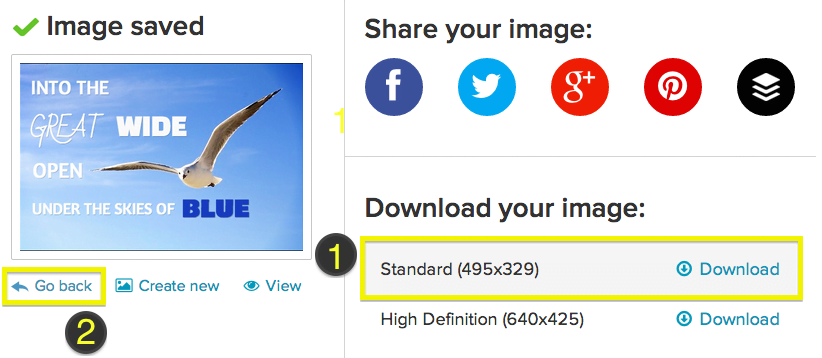 Image saved
INTO THE
GREAT WIDE
OPEN
UNDER THE SKIES OF BLUE
Go back
Create new
View
2
Share your image:
f
g+
Download your image:
1
Standard (495x329) Download
High Definition (640x425) Download